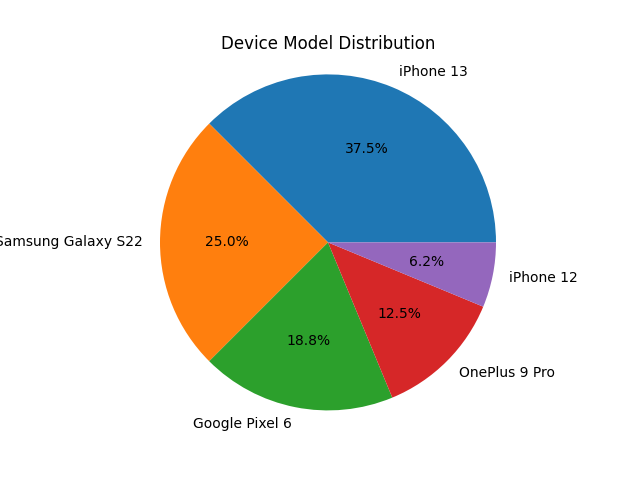 Device Model Distribution
iPhone 13
37.5%
Samsung Galaxy S22
25.0%
6.2%
iPhone 12
12.5%
18.8%
OnePlus 9 Pro
Google Pixel 6